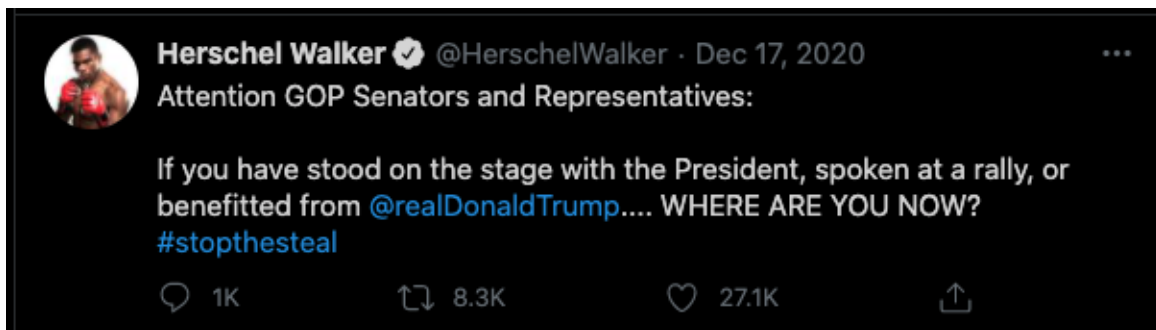 Herschel Walker @HerschelWalker · Dec 17, 2020
Attention GOP Senators and Representatives:
If you have stood on the stage with the President, spoken at a rally, or
benefitted from @realDonaldTrump.... WHERE ARE YOU NOW?
#stopthesteal
1K 8.3K 27.1K